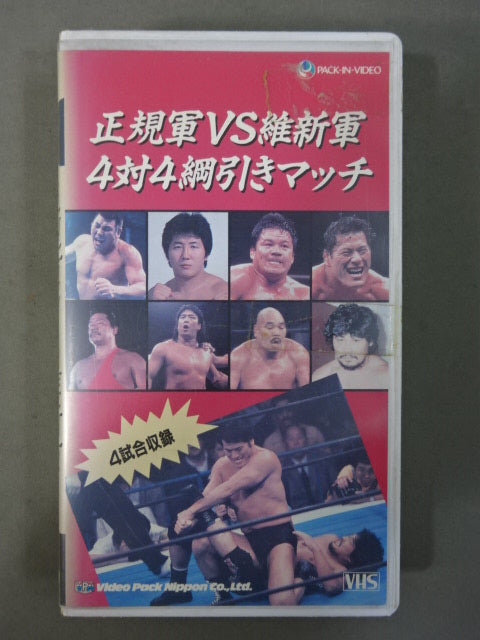 PACK-IN-VIDEO
正規軍VS維新軍
4対4綱引きマッチ
4試合収録
Video Pack Nippon Co., Ltd.
VHS